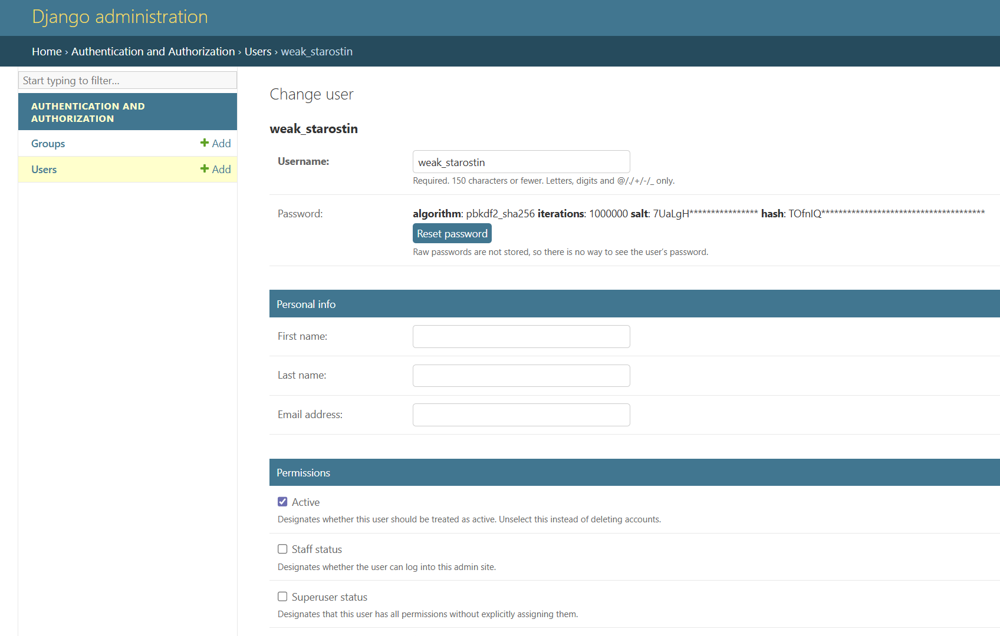 Django administration
Home › Authentication and Authorization › Users › weak_starostin
Start typing to filter...
AUTHENTICATION AND
AUTHORIZATION
Groups + Add
Users + Add
Change user
weak_starostin
Username: weak_starostin
Required. 150 characters or fewer. Letters, digits and @/./+/-/_ only.
Password: algorithm: pbkdf2_sha256 iterations: 1000000 salt: 7UaLgH**************** hash: TOfnIQ**************************************
Reset password
Raw passwords are not stored, so there is no way to see the user’s password.
Personal info
First name:
Last name:
Email address:
Permissions
Active
Designates whether this user should be treated as active. Unselect this instead of deleting accounts.
Staff status
Designates whether the user can log into this admin site.
Superuser status
Designates that this user has all permissions without explicitly assigning them.